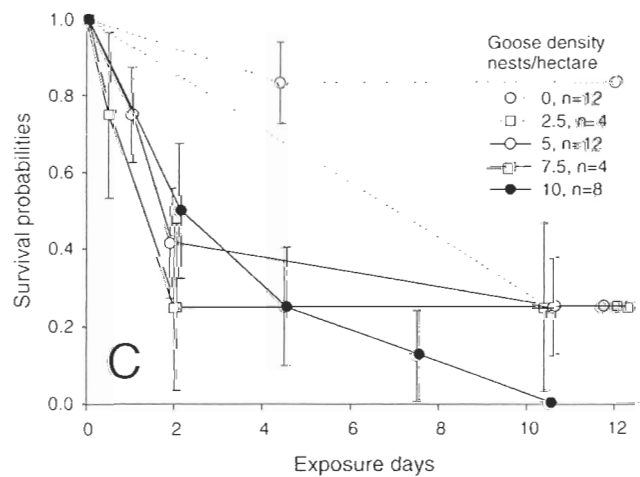 1.0
0.8
0.6
0.4
0.2
0.0
Survival probabilities
Goose density
nests/hectare
0, n=12
2.5, n=4
5, n=12
7.5, n=4
10, n=8
C
0 2 4 6 8 10 12
Exposure days